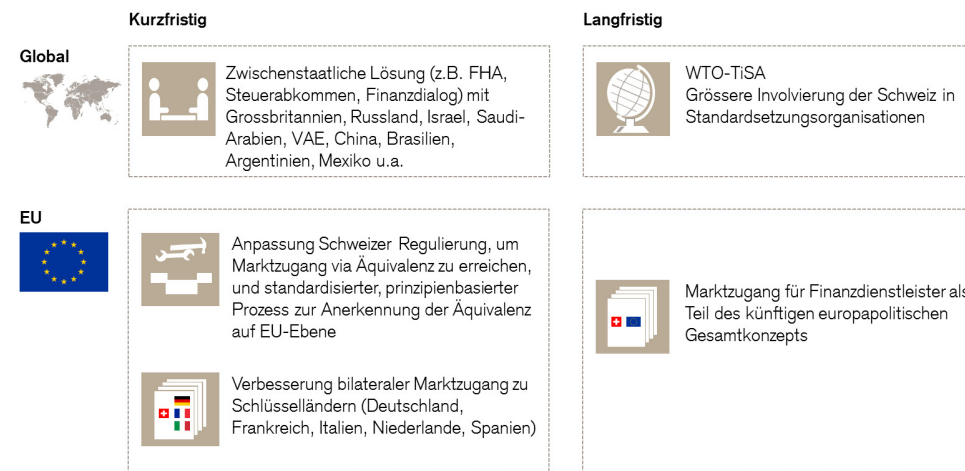 Kurzfristig
Langfristig
Global
Zwischenstaatliche Lösung (z.B. FHA,
Steuerabkommen, Finanzdialog) mit
Grossbritannien, Russland, Israel, Saudi-
Arabien, VAE, China, Brasilien,
Argentinien, Mexiko u.a.
WTO-TiSA
Grössere Involvierung der Schweiz in
Standardsetzungsorganisationen
EU
Anpassung Schweizer Regulierung, um
Marktzugang via Äquivalenz zu erreichen,
und standardisierter, prinzipienbasierter
Prozess zur Anerkennung der Äquivalenz
auf EU-Ebene
Verbesserung bilateraler Marktzugang zu
Schlüsselländern (Deutschland,
Frankreich, Italien, Niederlande, Spanien)
Marktzugang für Finanzdienstleister als
Teil des künftigen europapolitischen
Gesamtkonzepts